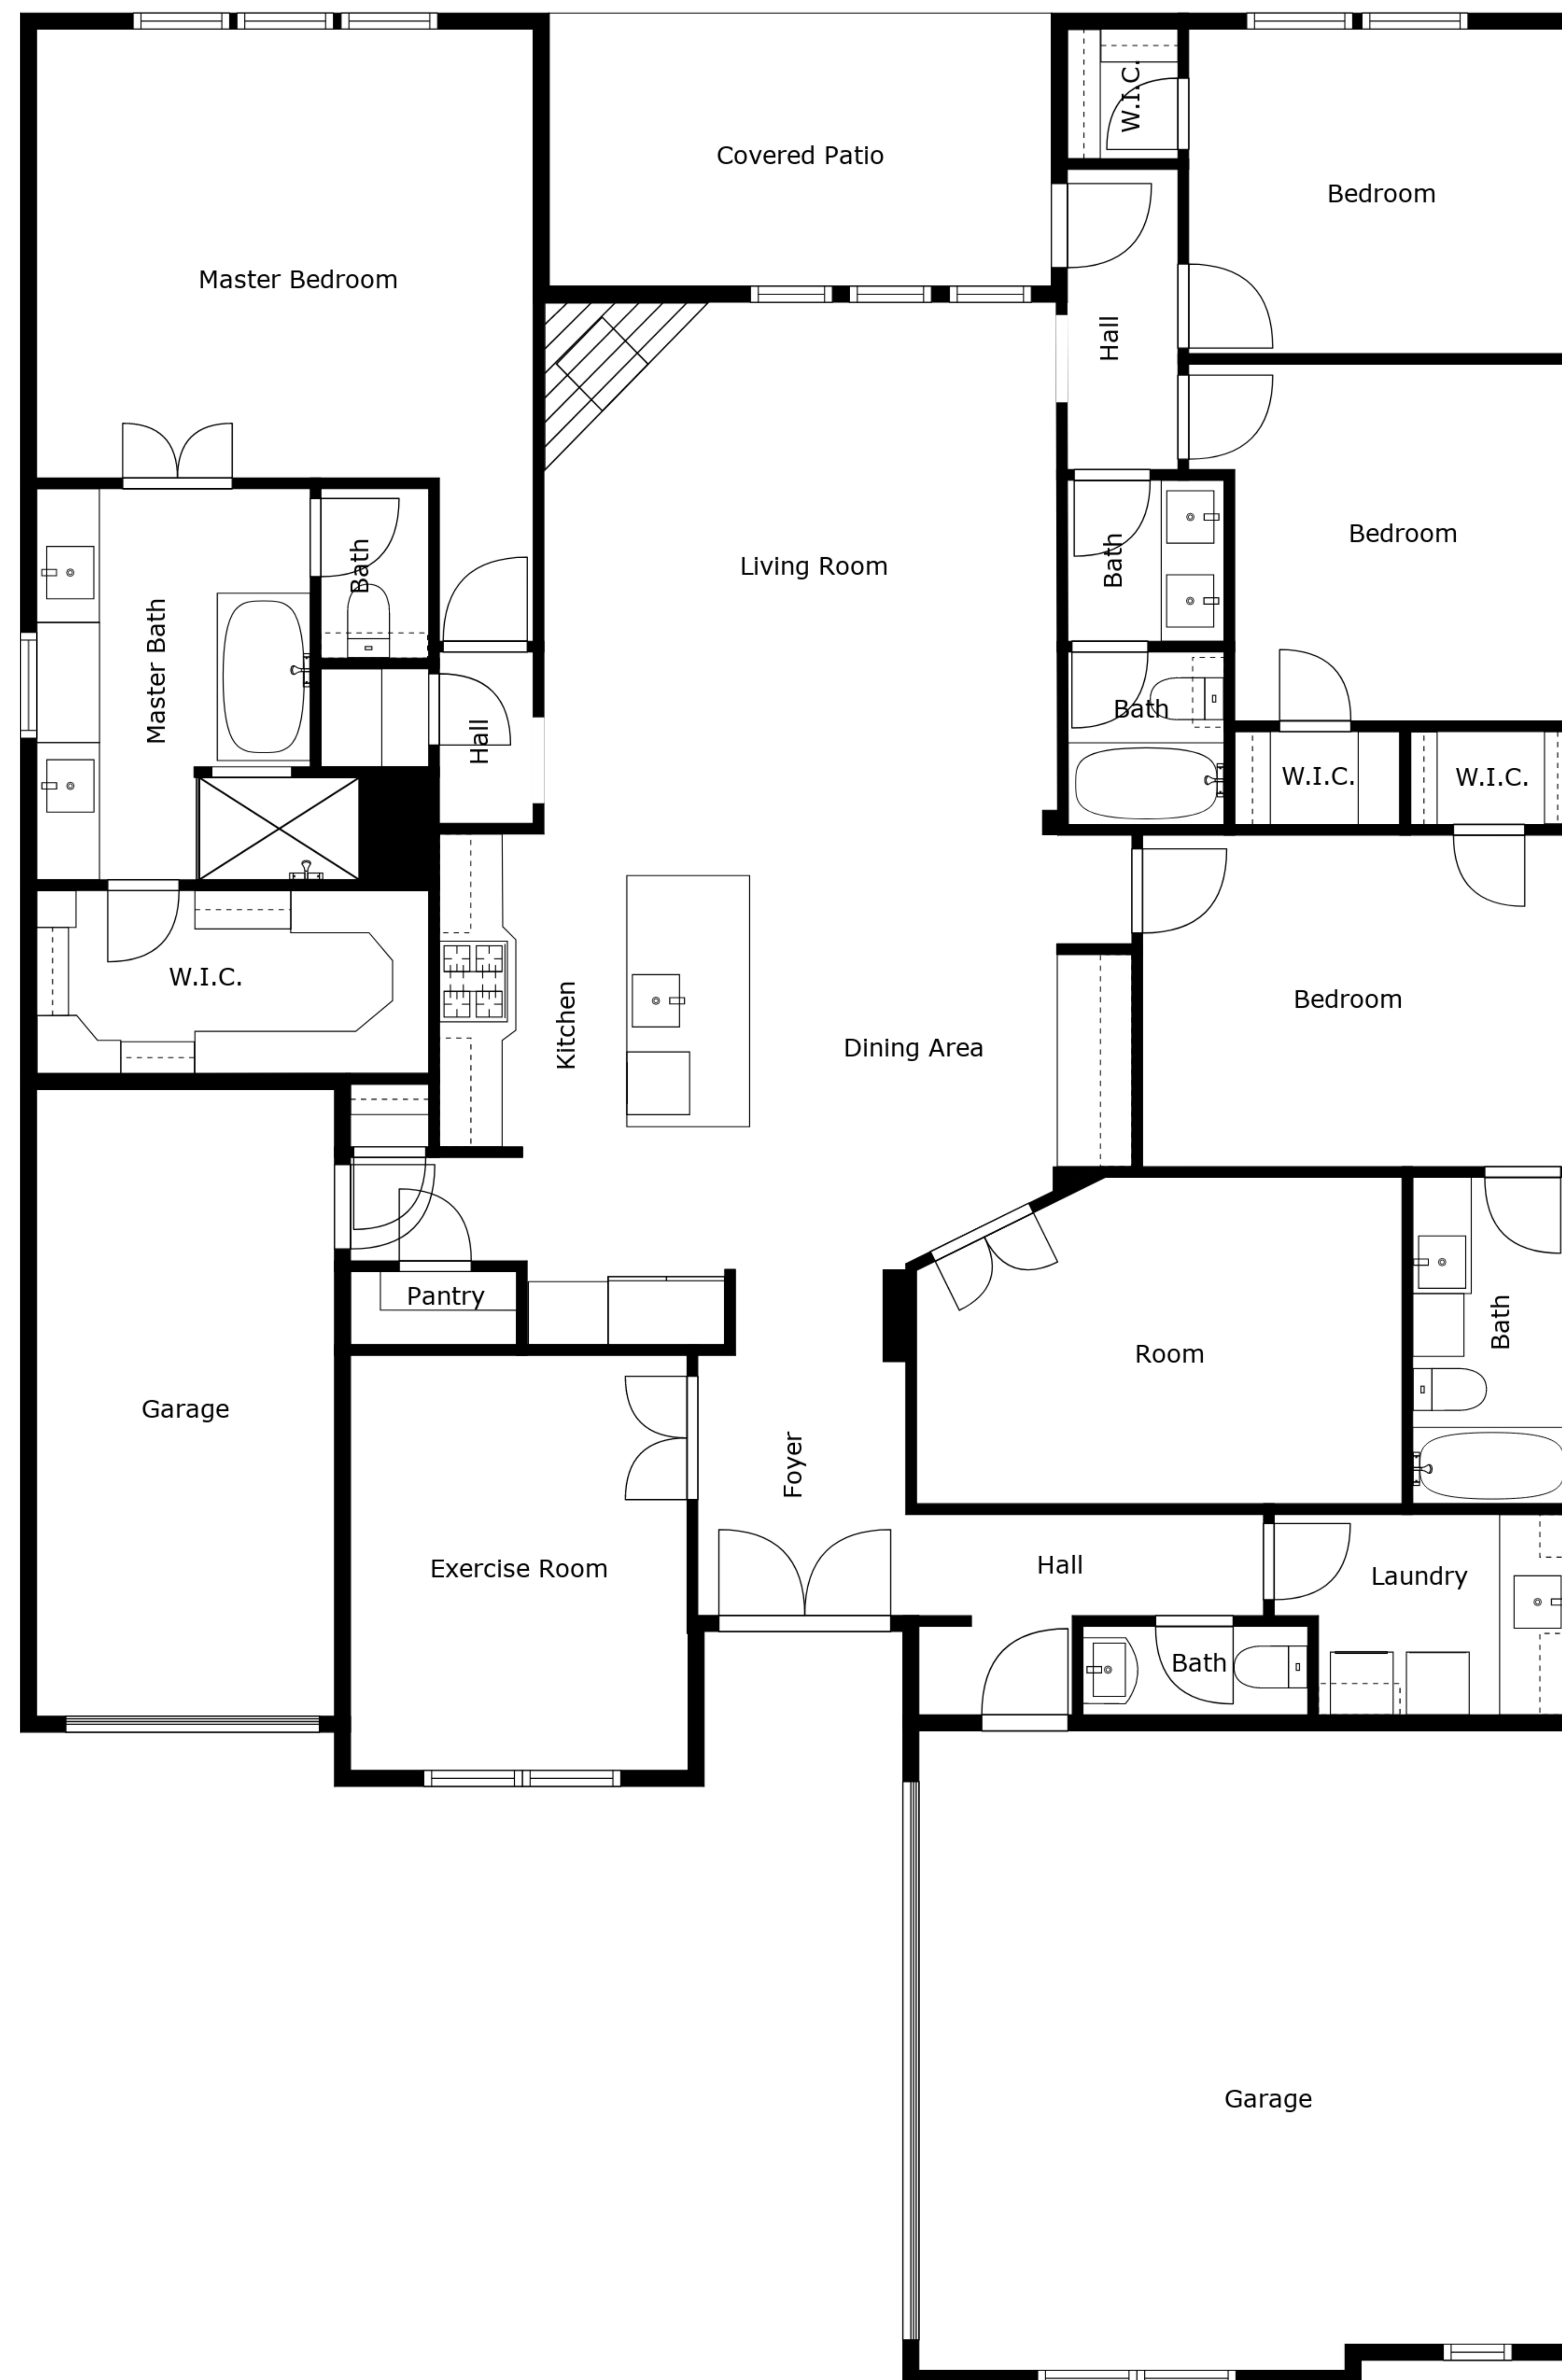 W.I.C.
Covered Patio
Bedroom
Master Bedroom
Hall
Bedroom
Living Room
Bath
Bath
Master Bath
Bath
Hall
W.I.C.
W.I.C.
W.I.C.
Bedroom
Kitchen
Dining Area
Pantry
Bath
Room
Garage
Foyer
Exercise Room
Hall
Laundry
Bath
Garage